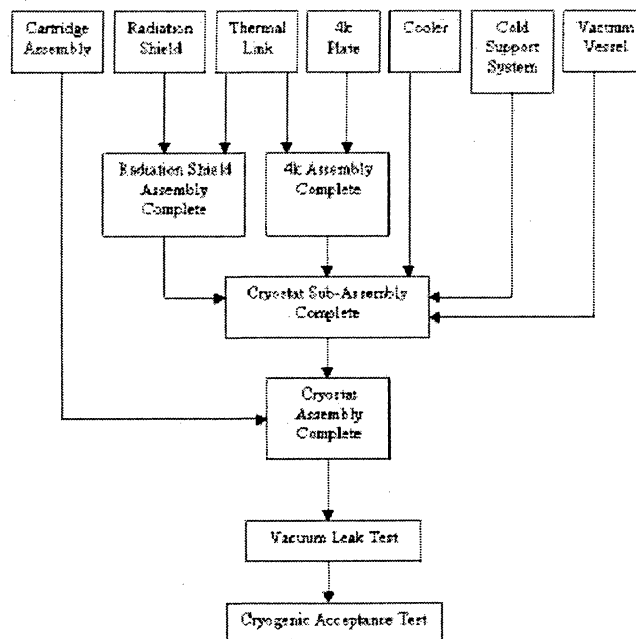 Cartridge
Assembly
Radiation
Shield
Thermal
Link
4k
Plate
Cooler
Cold
Support
System
Vacuum
Vessel
Radiation Shield
Assembly
Complete
4k Assembly
Complete
Cryostat Sub-Assembly
Complete
Cryostat
Assembly
Complete
Vacuum Leak Test
Cryogenic Acceptance Test